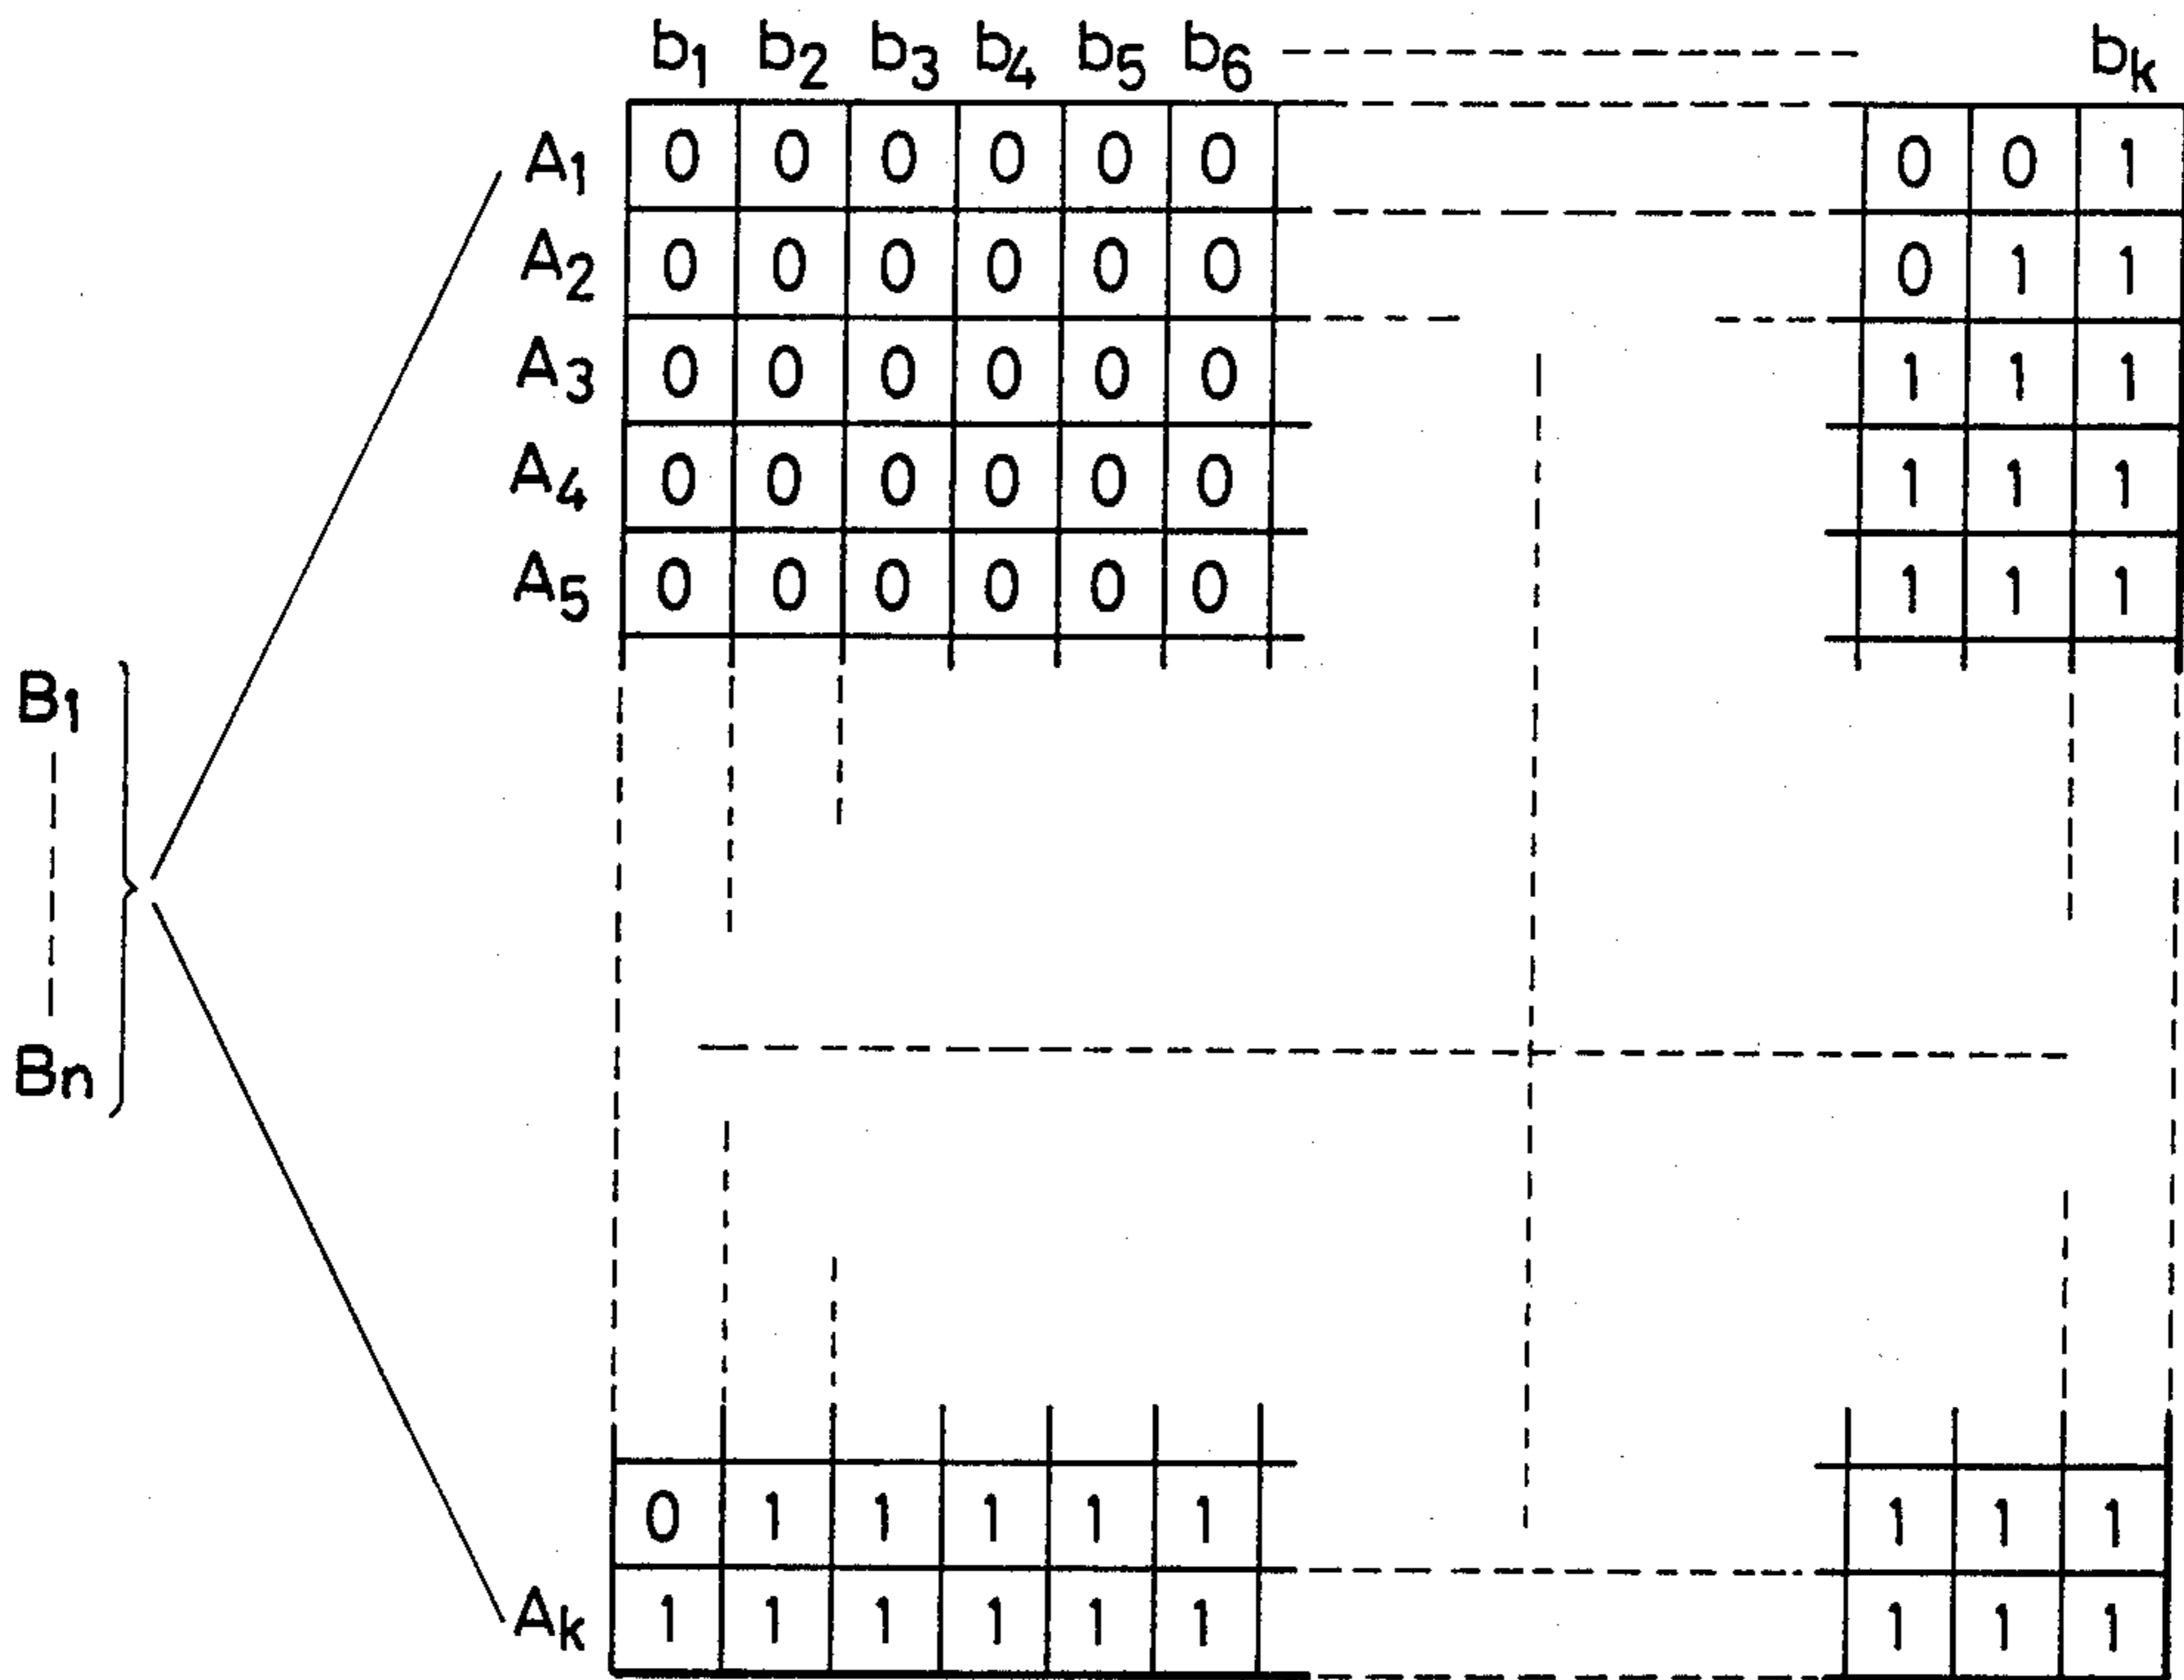 b1 b2 b3 b4 b5 b6 bk
A1 0 0 0 0 0 0 0 0 1
A2 0 0 0 0 0 0 0 1 1
A3 0 0 0 0 0 0 1 1 1
A4 0 0 0 0 0 0 1 1 1
A5 0 0 0 0 0 0 1 1 1
B1
Bn
0 1 1 1 1 1 1 1 1
Ak 1 1 1 1 1 1 1 1 1